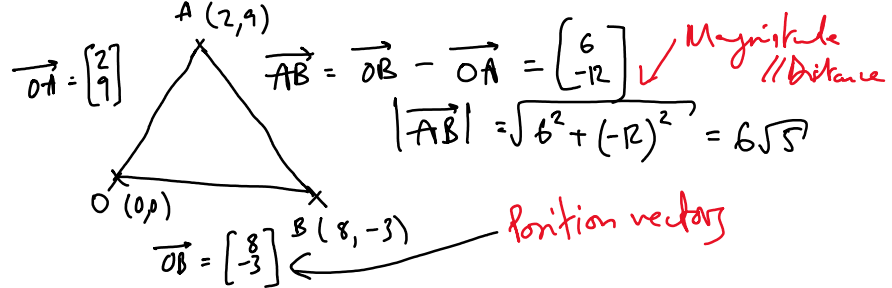 A (2,9)
→OA = [2 9]
→AB = →OB − →OA = [6 −12]
Magnitude
// Distance
|→AB| = √6² + (−12)² = 6√5
O (0,0)
B (8,−3)
→OB = [8 −3]
Position vectors